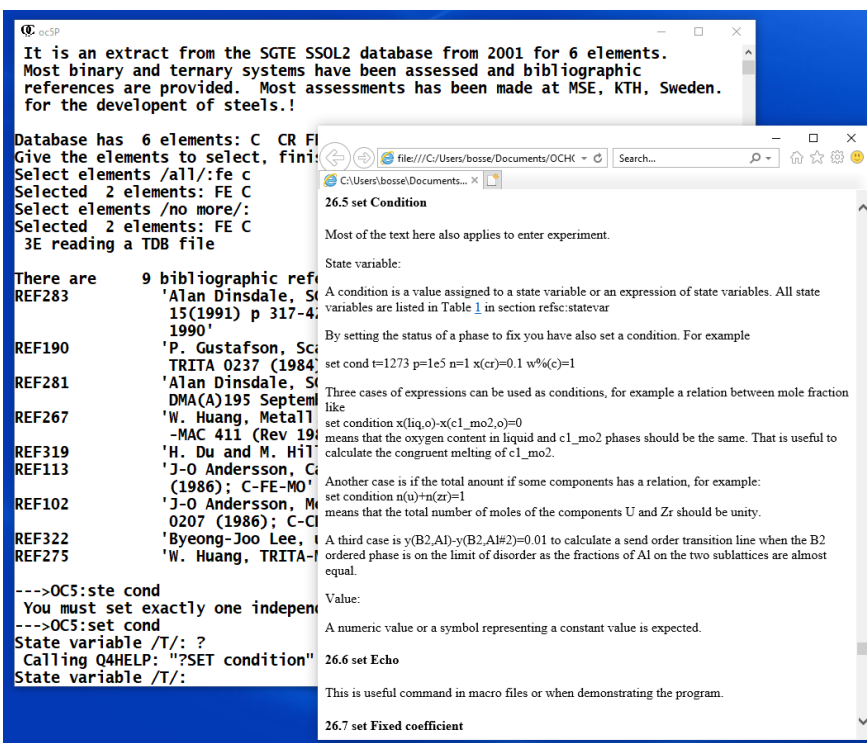 oc5P
It is an extract from the SGTE SSOL2 database from 2001 for 6 elements.
Most binary and ternary systems have been assessed and bibliographic
references are provided.  Most assessments has been made at MSE, KTH, Sweden.
for the developent of steels.!
Database has  6 elements: C  CR
Give the elements to select,
Select elements /all/:fe c
Selected  2 elements: FE C
Select elements /no more/:
Selected  2 elements: FE C
3E reading a TDB file
There are     9 bibliographic
REF283 'Alan Dinsdale,
15(1991) p
1990'
REF190 'P. Gustafson,
TRITA 0237 (1984)
REF281 'Alan Dinsdale,
DMA(A)195
REF267 'W. Huang, Metall
-MAC 411 (Rev
REF319 'H. Du and M.
REF113 'J-O Andersson,
(1986); C-FE-MO'
REF102 'J-O Andersson,
0207 (1986);
REF322 'Byeong-Joo Lee,
REF275 'W. Huang,
--->OC5:ste cond
You must set exactly one
--->OC5:set cond
State variable /T/: ?
Calling Q4HELP: "?SET condition"
State variable /T/:
file:///C:/Users/bosse/Documents/OCH
Search...
C:\Users\bosse\Documents...
26.5 set Condition
Most of the text here also applies to enter experiment.
State variable:
A condition is a value assigned to a state variable or an expression of state variables. All state
variables are listed in Table 1 in section refsc:statevar
By setting the status of a phase to fix you have also set a condition. For example
set cond t=1273 p=1e5 n=1 x(cr)=0.1 w%(c)=1
Three cases of expressions can be used as conditions, for example a relation between mole fraction
like
set condition x(liq,o)-x(c1_mo2,o)=0
means that the oxygen content in liquid and c1_mo2 phases should be the same. That is useful to
calculate the congruent melting of c1_mo2.
Another case is if the total anount if some components has a relation, for example:
set condition n(u)+n(zr)=1
means that the total number of moles of the components U and Zr should be unity.
A third case is y(B2,Al)-y(B2,Al#2)=0.01 to calculate a send order transition line when the B2
ordered phase is on the limit of disorder as the fractions of Al on the two sublattices are almost
equal.
Value:
A numeric value or a symbol representing a constant value is expected.
26.6 set Echo
This is useful command in macro files or when demonstrating the program.
26.7 set Fixed coefficient